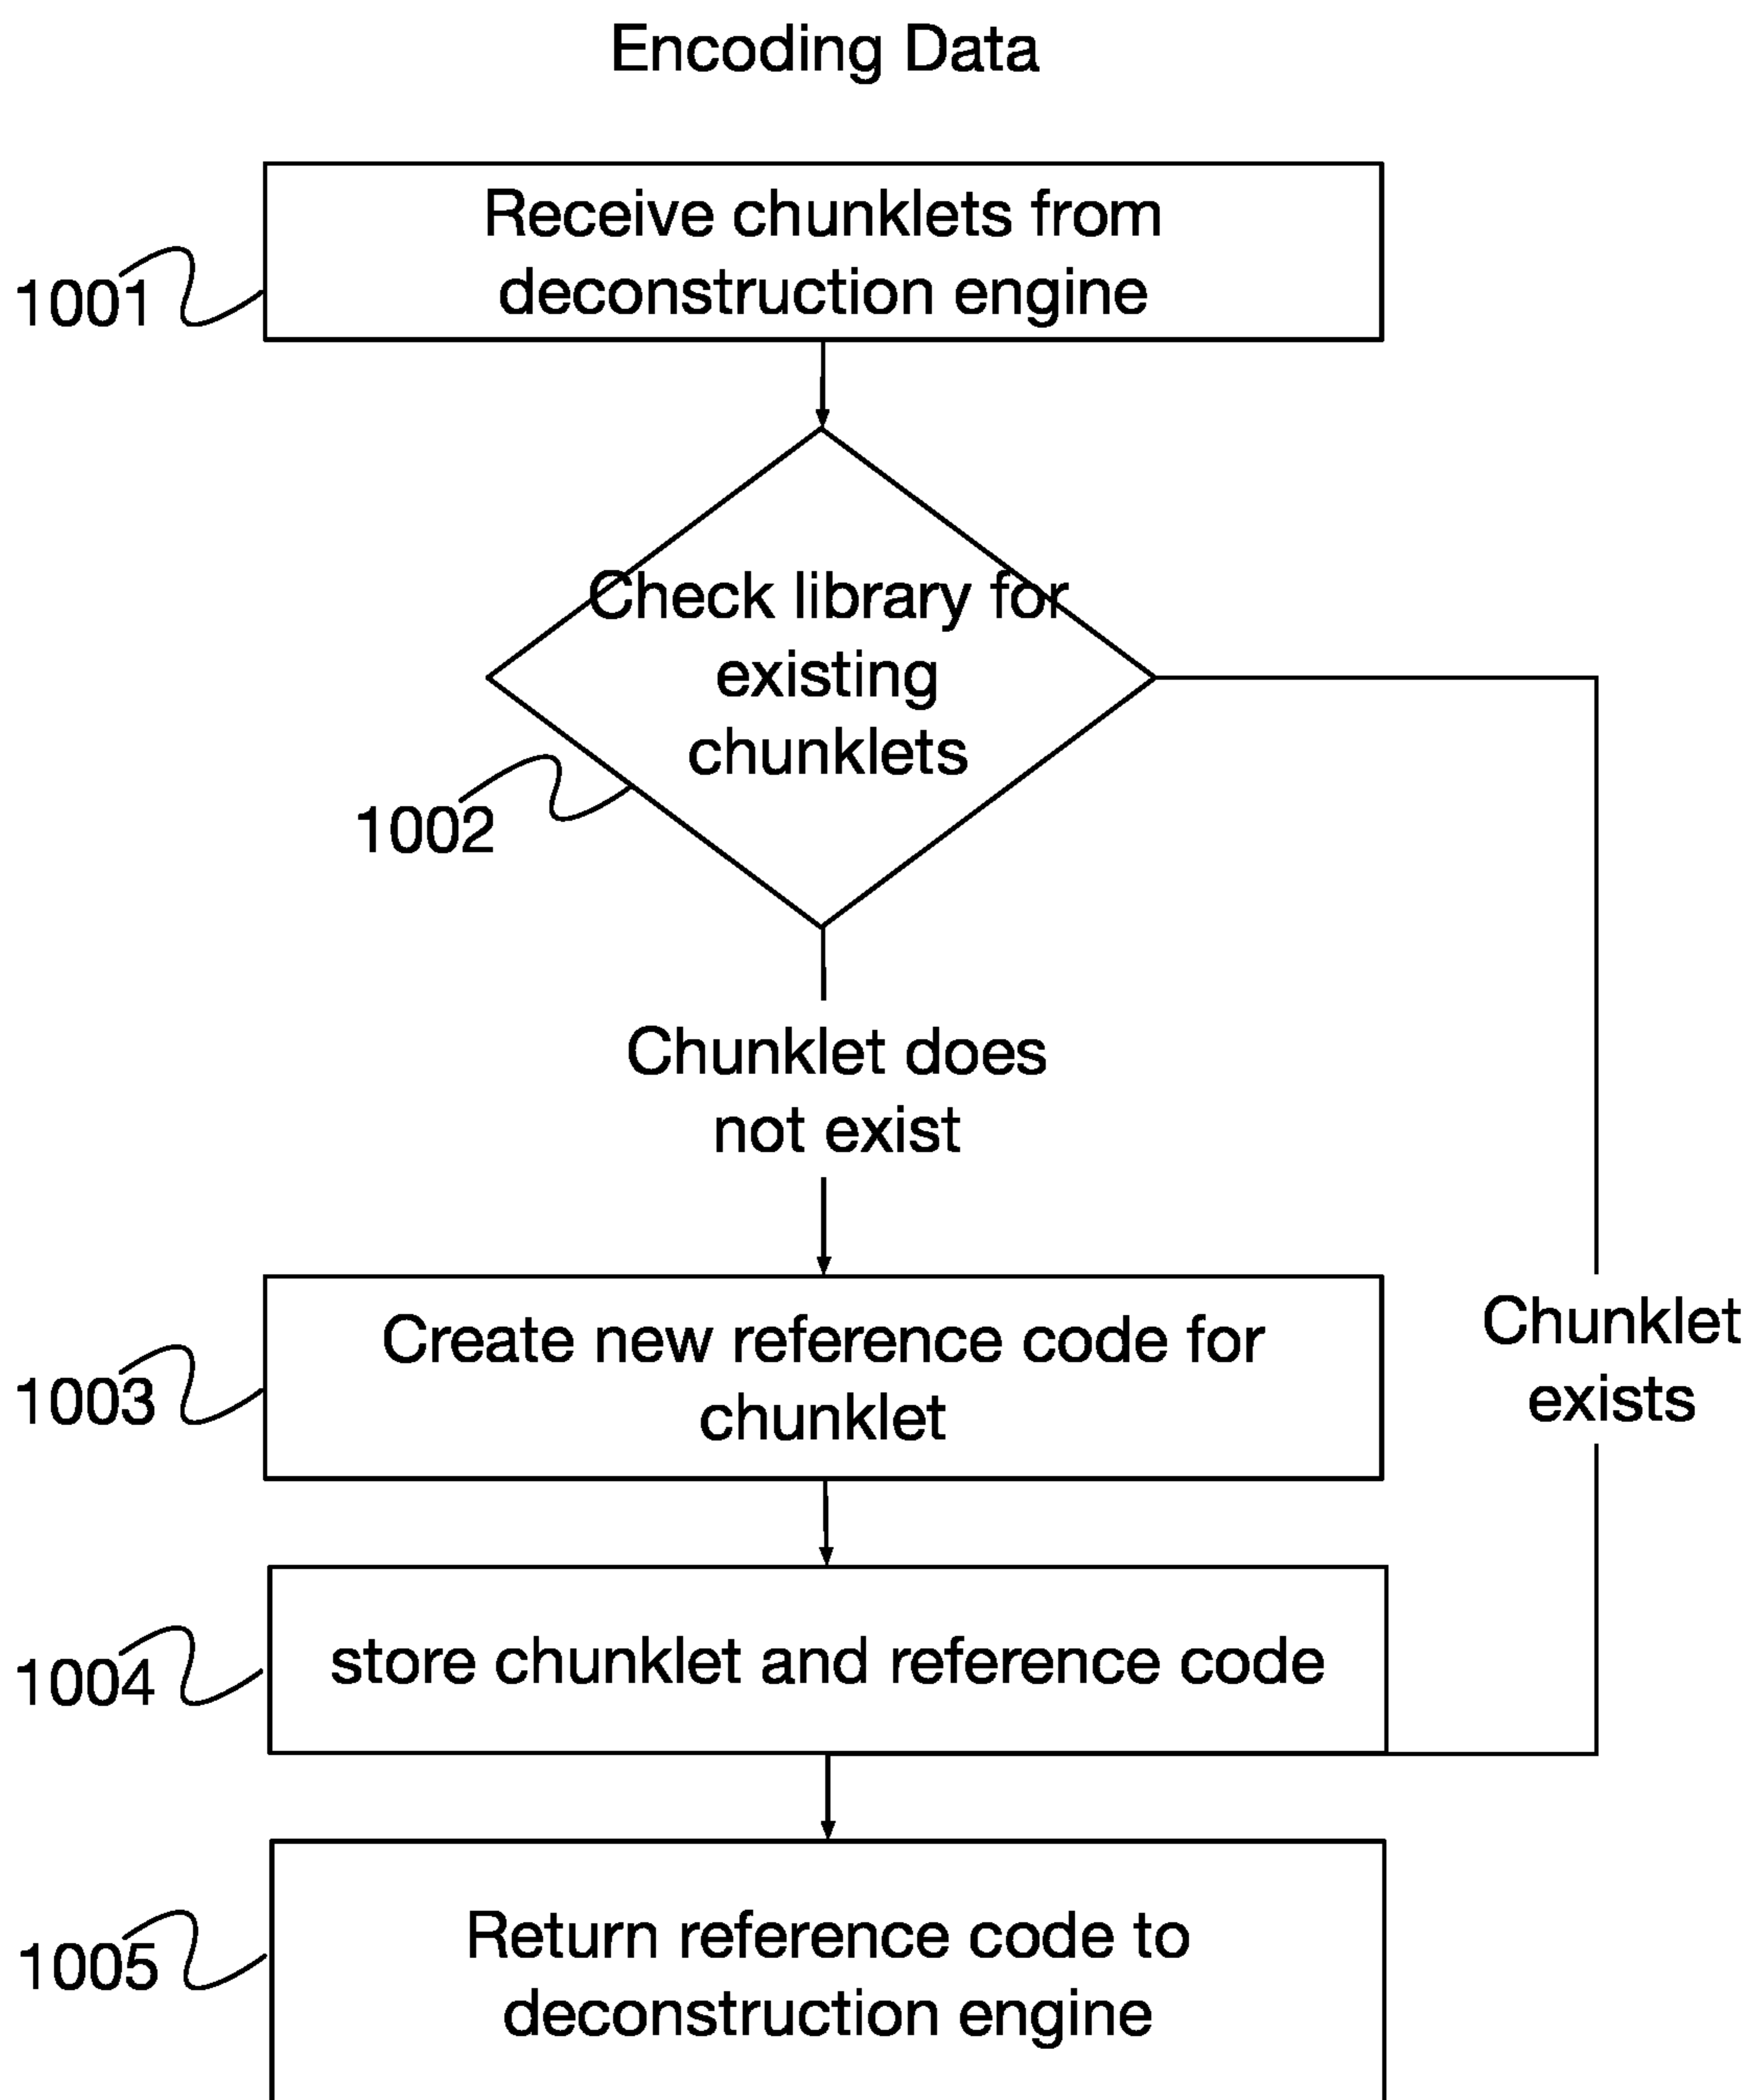 Encoding Data
Receive chunklets from
deconstruction engine
1001
Check library for
existing
chunklets
1002
Chunklet does
not exist
Create new reference code for
chunklet
1003
Chunklet
exists
store chunklet and reference code
1004
Return reference code to
deconstruction engine
1005